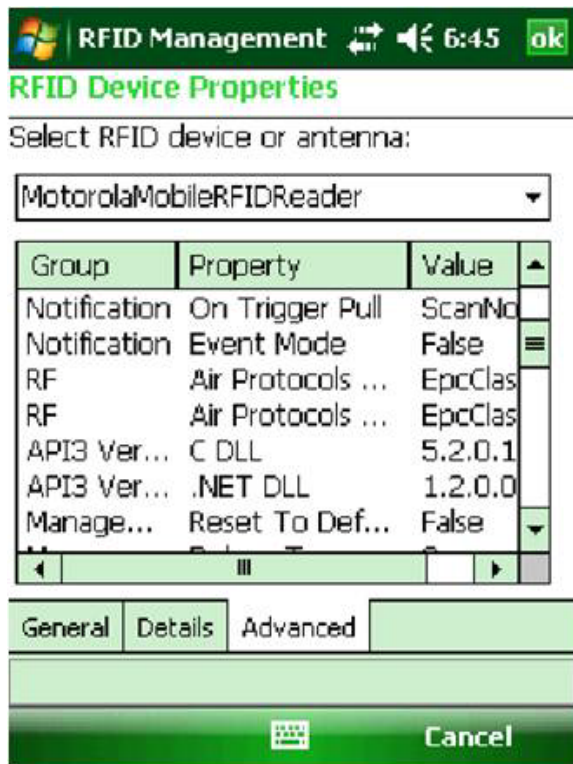 RFID Management 6:45 ok
RFID Device Properties
Select RFID device or antenna:
MotorolaMobileRFIDReader
Group Property Value
Notification On Trigger Pull ScanNo
Notification Event Mode False
RF Air Protocols ... EpcClas
RF Air Protocols ... EpcClas
API3 Ver... C DLL 5.2.0.1
API3 Ver... .NET DLL 1.2.0.0
Manage... Reset To Def... False
General Details Advanced
Cancel